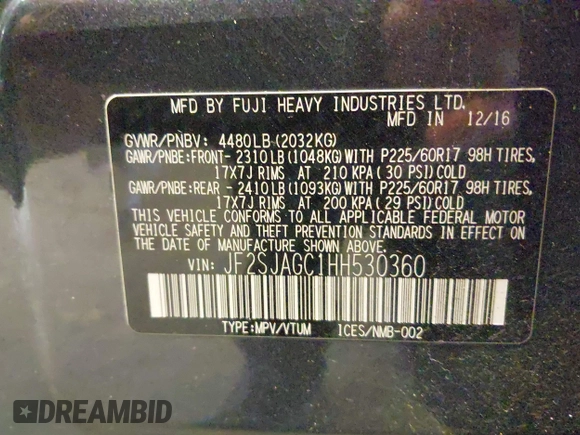 MFD BY FUJI HEAVY INDUSTRIES LTD.
MFD IN 12/16
GVWR/PNBV: 4480LB(2032KG)
GAWR/PNBE:FRONT- 2310LB(1048KG)WITH P225/60R17 98H TIRES,
17X7J RIMS AT 210 KPA (30 PSI)COLD
GAWR/PNBE:REAR - 2410LB(1093KG)WITH P225/60R17 98H TIRES,
17X7J RIMS AT 200 KPA (29 PSI)COLD
THIS VEHICLE CONFORMS TO ALL APPLICABLE FEDERAL MOTOR
VEHICLE SAFETY AND THEFT PREVENTION STANDARDS IN EFFECT ON
THE DATE OF MANUFACTURE SHOWN ABOVE.
VIN: JF2SJAGC1HH530360
TYPE:MPV/VTUM ICES/NMB-002
DREAMBID